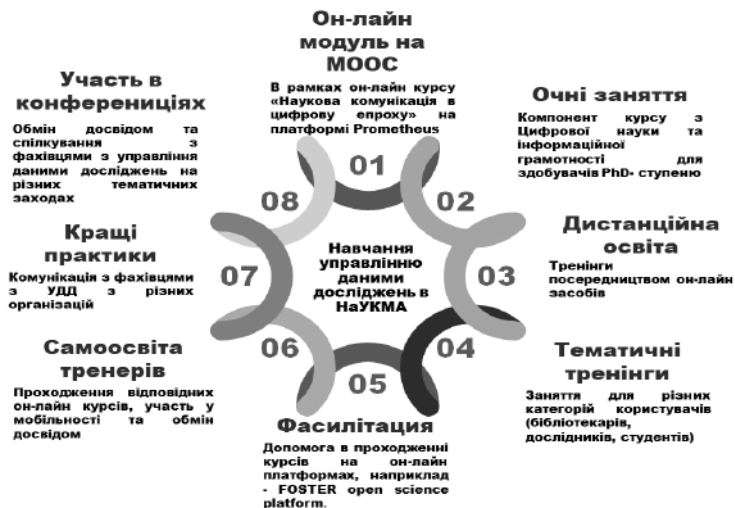 Он-лайн
модуль на
МООС
В рамках он-лайн курсу
«Наукова комунікація в
цифрову епроху» на
платформі Prometheus
01
Очні заняття
Компонент курсу з
Цифрової науки та
інформаційної
грамотності для
здобувачів PhD- ступеню
02
Дистанційна
освіта
Тренінги
посередництвом он-лайн
засобів
03
Тематичні
тренінги
Заняття для різних
категорій користувачів
(бібліотекарів,
дослідників, студентів)
04
05
Фасилітація
Допомога в проходженні
курсів на он-лайн
платформах, наприклад
- FOSTER open science
platform.
06
Самоосвіта
тренерів
Проходження відповідних
он-лайн курсів, участь у
мобільності та обмін
досвідом
07
Кращі
практики
Комунікація з фахівцями
з УДД з різних
організацій
08
Участь в
конференіціях
Обмін досвідом та
спілкування з
фахівцями з управління
даними досліджень на
різних тематичних
заходах
Навчання
управлінню
даними
досліджень в
НаУКМА